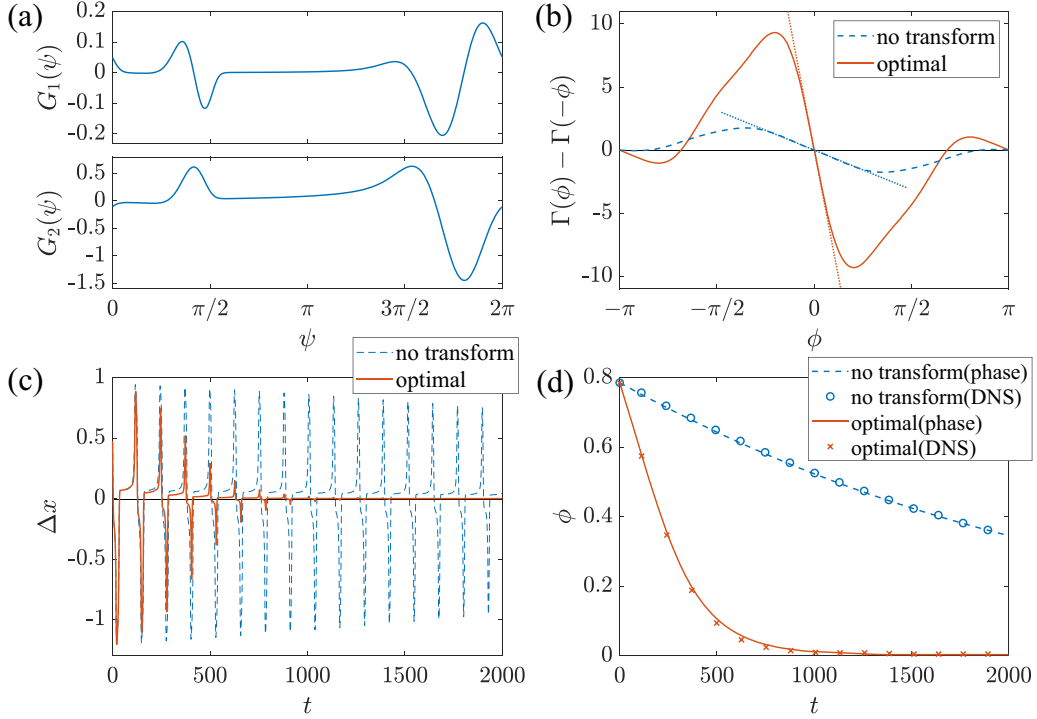 (a)
0.2
0.1
0
-0.1
-0.2
G₁(ψ)
0.5
0
-0.5
-1
-1.5
G₂(ψ)
0 π/2 π 3π/2 2π
ψ
(b)
10
5
0
-5
-10
Γ(ϕ) − Γ(−ϕ)
no transform
optimal
−π −π/2 0 π/2 π
ϕ
(c)
no transform
optimal
1
0.5
0
-0.5
-1
Δx
0 500 1000 1500 2000
t
(d)
no transform(phase)
no transform(DNS)
optimal(phase)
optimal(DNS)
0.8
0.6
0.4
0.2
0
ϕ
0 500 1000 1500 2000
t